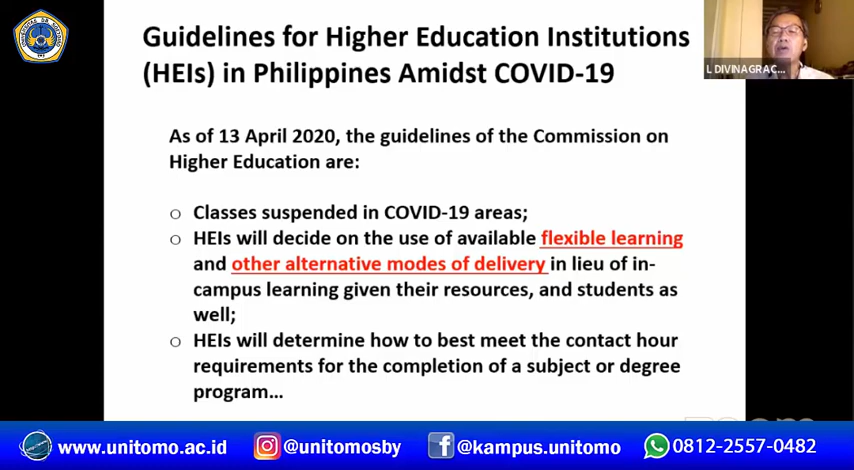 Guidelines for Higher Education Institutions
(HEIs) in Philippines Amidst COVID-19
L DIVINAGRAC...
As of 13 April 2020, the guidelines of the Commission on
Higher Education are:
o Classes suspended in COVID-19 areas;
o HEIs will decide on the use of available flexible learning
and other alternative modes of delivery in lieu of in-
campus learning given their resources, and students as
well;
o HEIs will determine how to best meet the contact hour
requirements for the completion of a subject or degree
program...
www.unitomo.ac.id @unitomosby @kampus.unitomo 0812-2557-0482